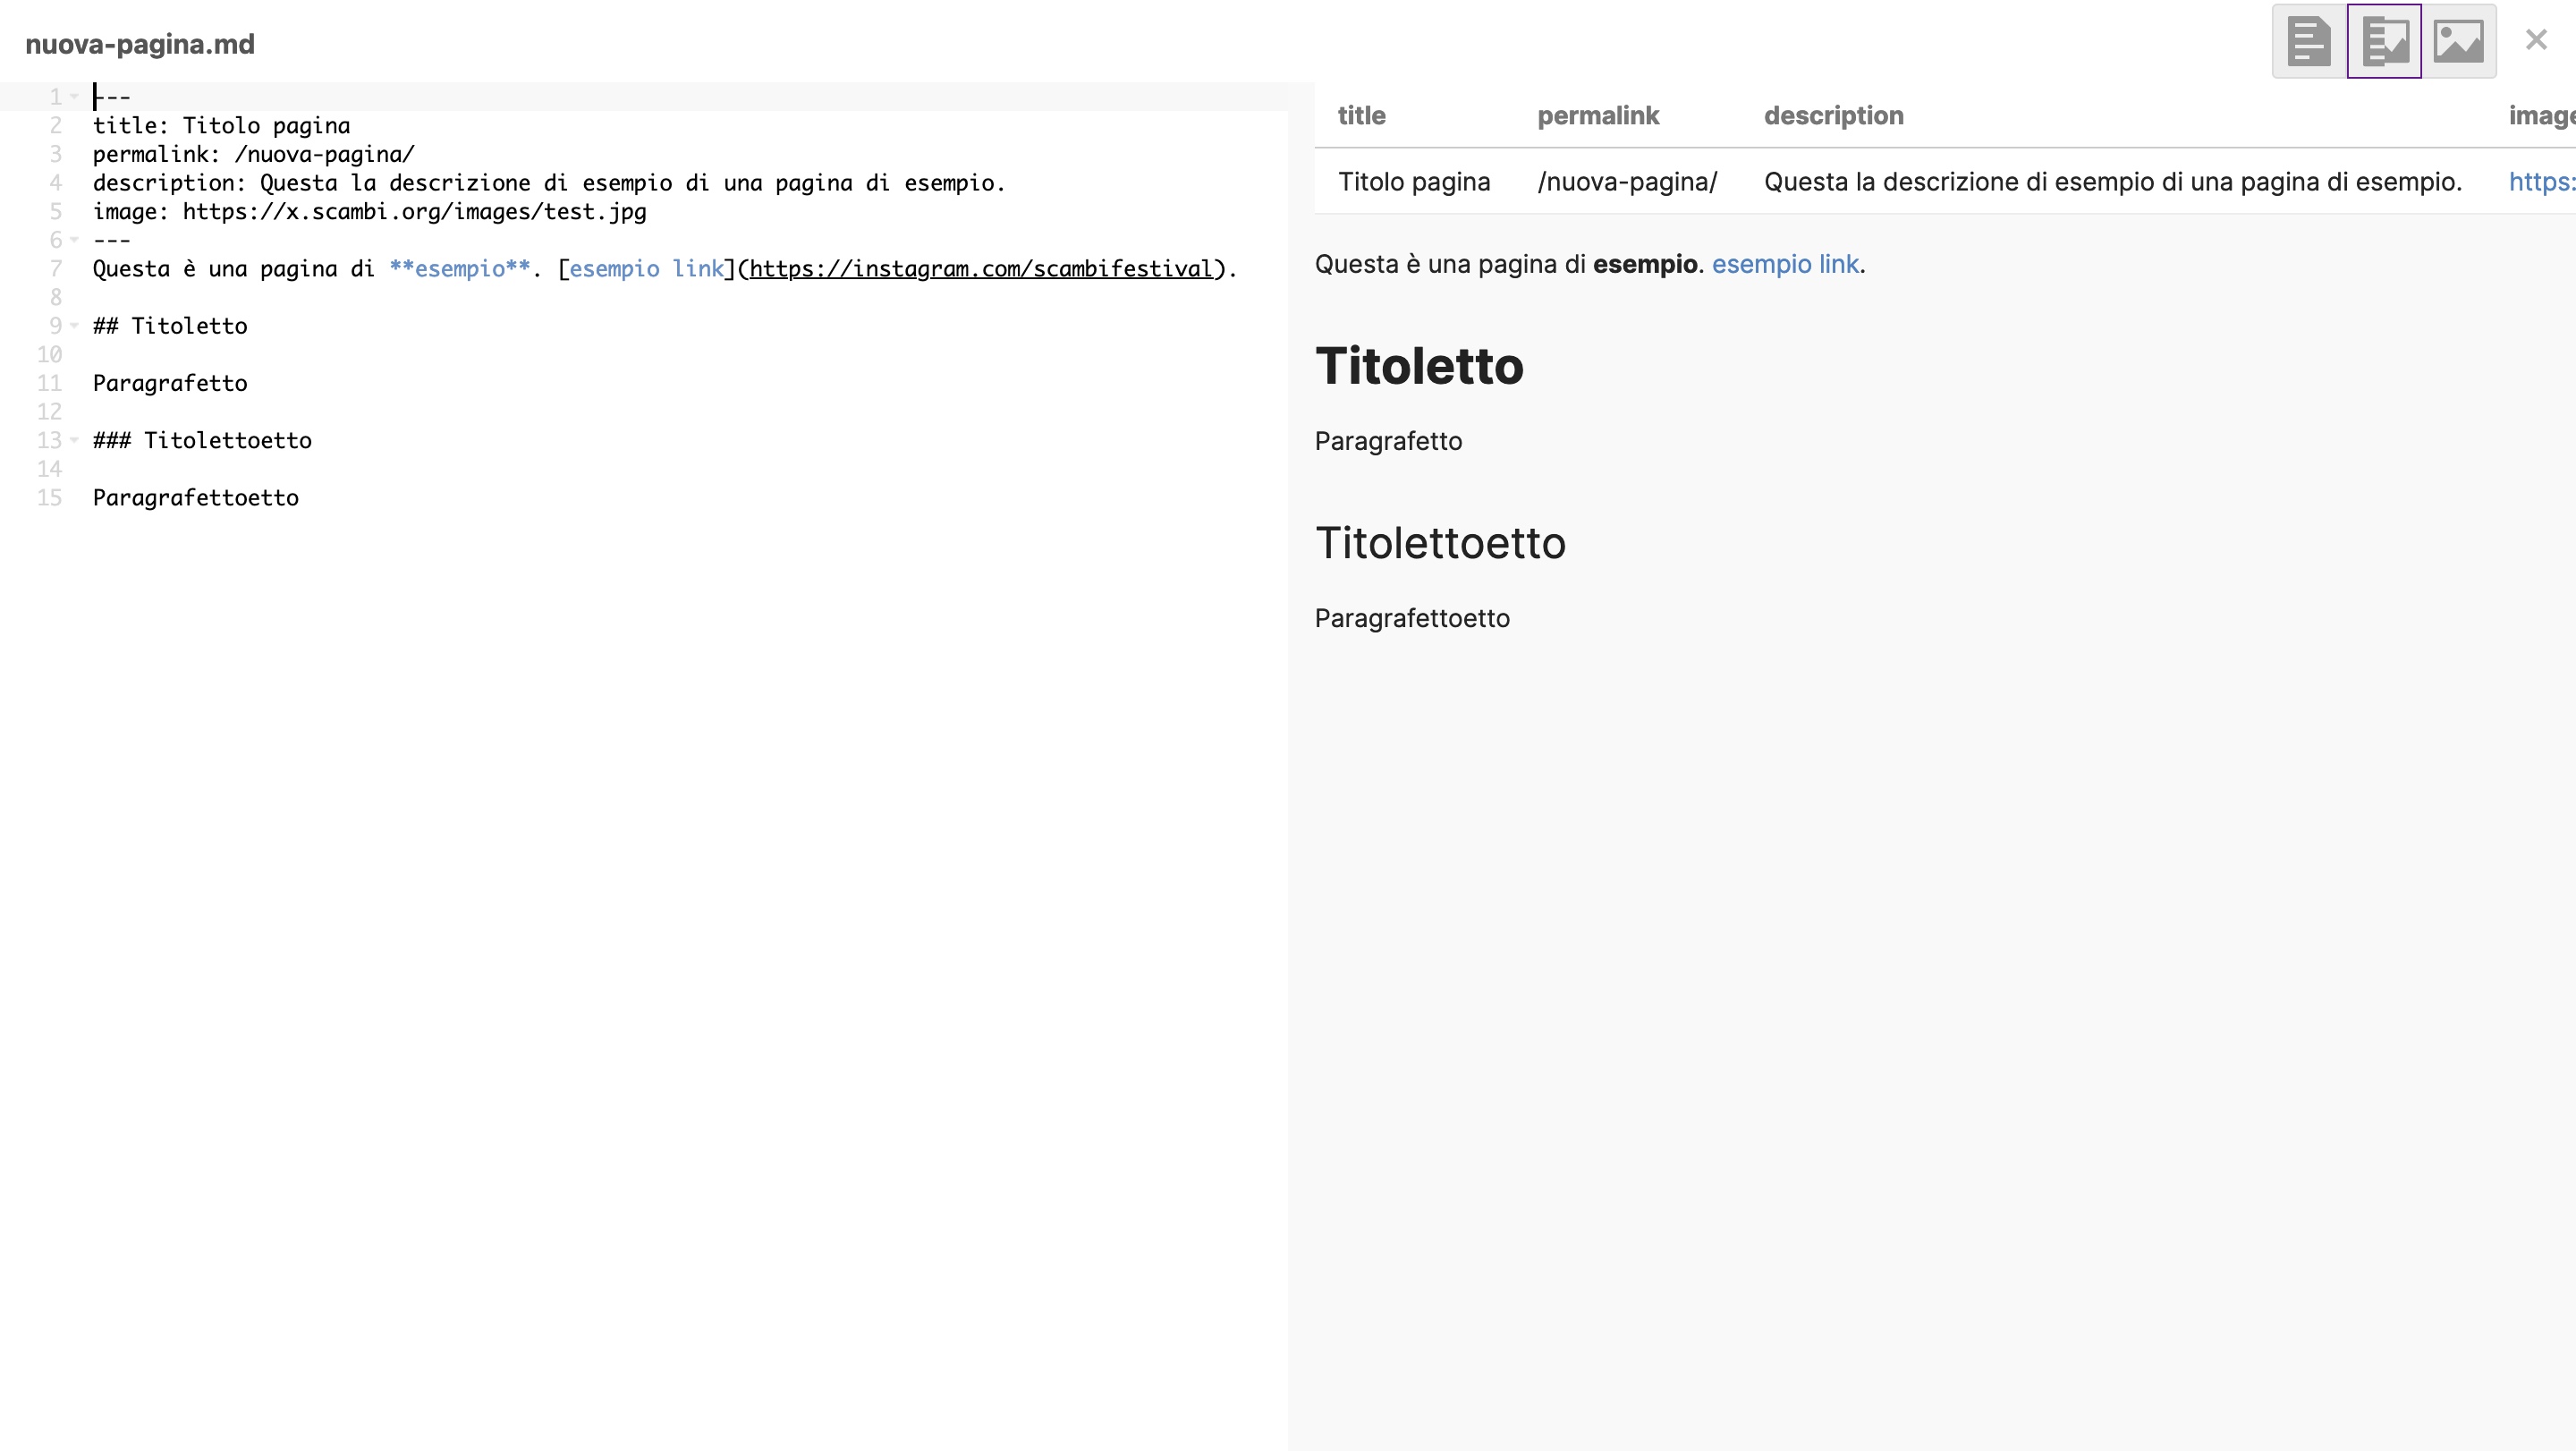 nuova-pagina.md
1 ---
2 title: Titolo pagina
3 permalink: /nuova-pagina/
4 description: Questa la descrizione di esempio di una pagina di esempio.
5 image: https://x.scambi.org/images/test.jpg
6 ---
7 Questa è una pagina di **esempio**. [esempio link](https://instagram.com/scambifestival).
8
9 ## Titoletto
10
11 Paragrafetto
12
13 ### Titolettoetto
14
15 Paragrafettoetto
title permalink description image
Titolo pagina /nuova-pagina/ Questa la descrizione di esempio di una pagina di esempio. https:
Questa è una pagina di esempio. esempio link.
Titoletto
Paragrafetto
Titolettoetto
Paragrafettoetto